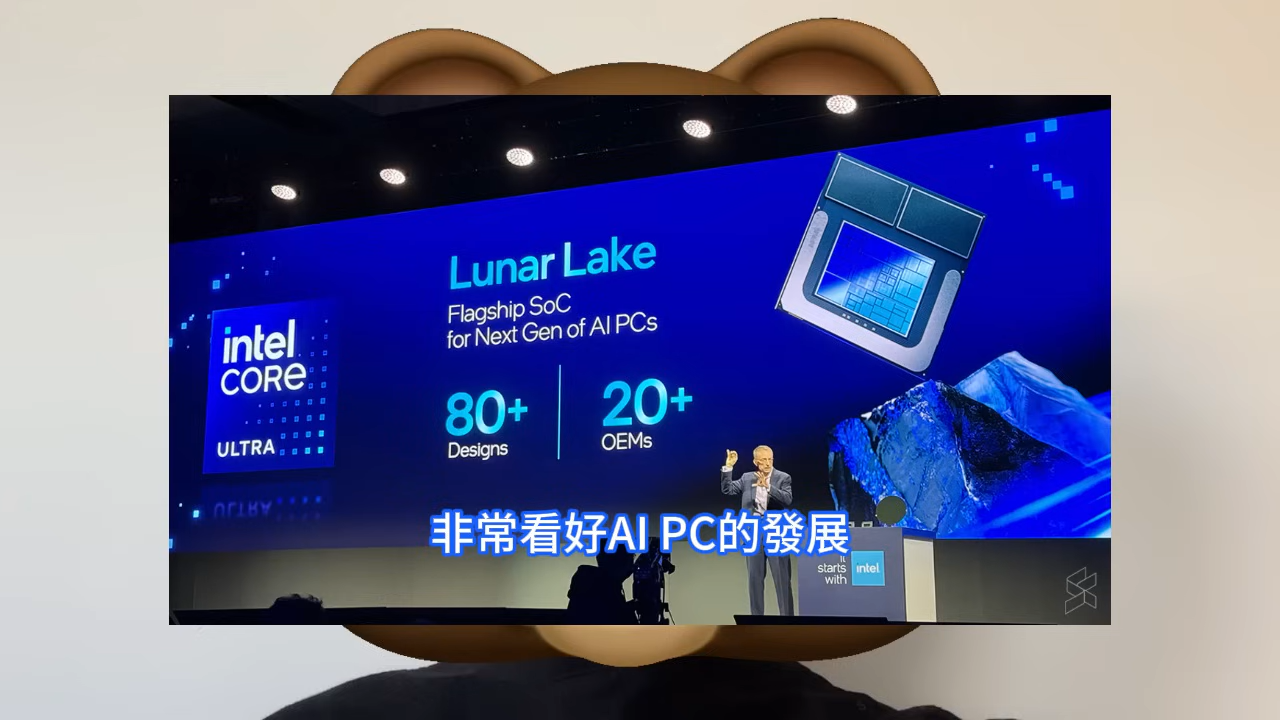 Lunar Lake
Flagship SoC
for Next Gen of AI PCs
intel
CORE
ULTRA
80+
Designs
20+
OEMs
ULTRA
非常看好AI PC的發展
it
starts
with
intel